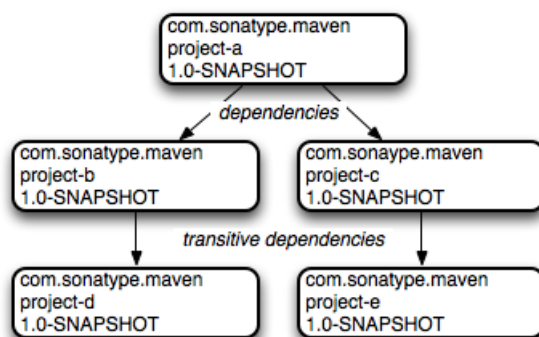 com.sonatype.maven
project-a
1.0-SNAPSHOT
dependencies
com.sonatype.maven
project-b
1.0-SNAPSHOT
com.sonaype.maven
project-c
1.0-SNAPSHOT
transitive dependencies
com.sonatype.maven
project-d
1.0-SNAPSHOT
com.sonatype.maven
project-e
1.0-SNAPSHOT